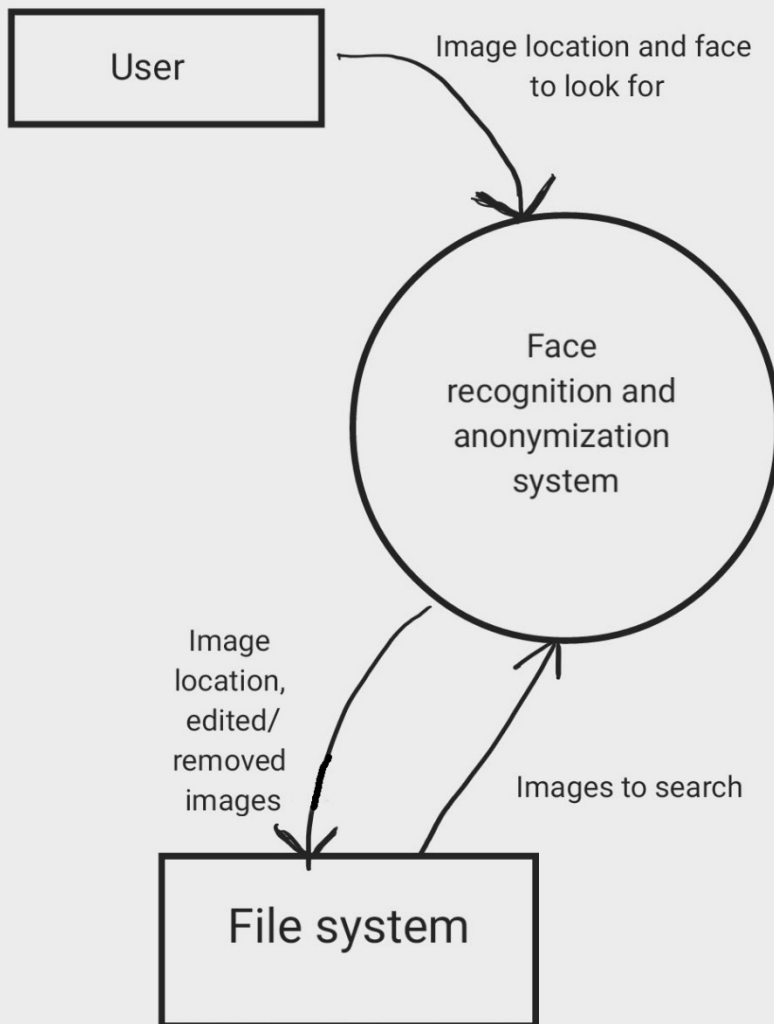 User
Image location and face
to look for
Face
recognition and
anonymization
system
Image
location,
edited/
removed
images
Images to search
File system